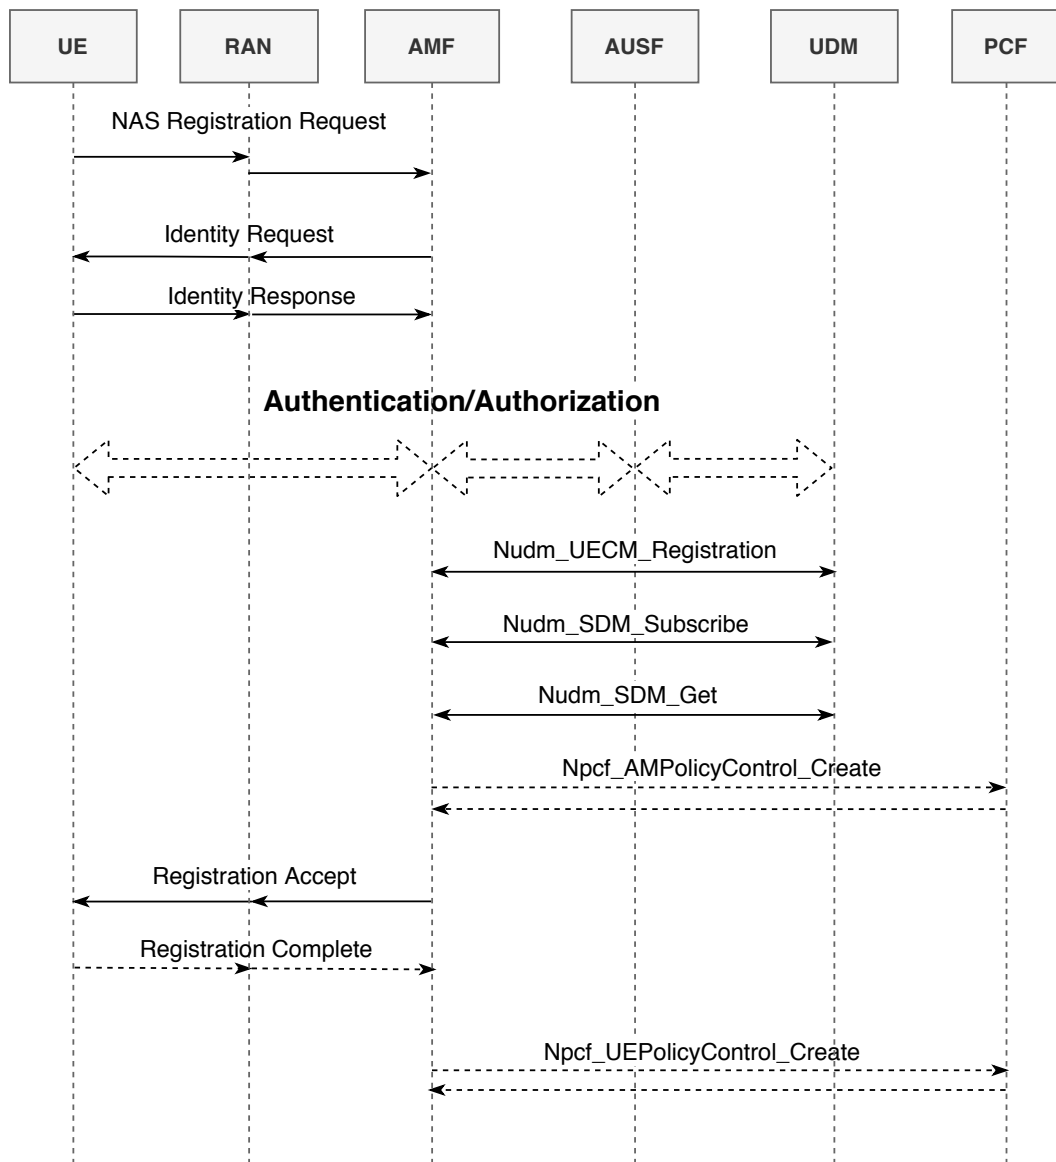 UE
RAN
AMF
AUSF
UDM
PCF
NAS Registration Request
Identity Request
Identity Response
Authentication/Authorization
Nudm_UECM_Registration
Nudm_SDM_Subscribe
Nudm_SDM_Get
Npcf_AMPolicyControl_Create
Registration Accept
Registration Complete
Npcf_UEPolicyControl_Create